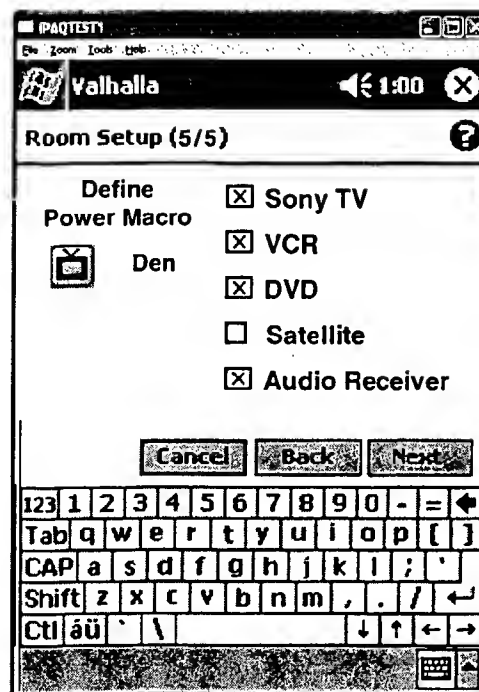 IPAQTEST1
File Zoom Tools Help
Valhalla 1:00
Room Setup (5/5) ?
Define
Power Macro
Den
Sony TV
VCR
DVD
Satellite
Audio Receiver
Cancel Back Next
123 1 2 3 4 5 6 7 8 9 0 - =
Tab q w e r t y u i o p [ ]
CAP a s d f g h j k l ; '
Shift z x c v b n m , . /
Ctl áü ` \ ↓ ↑ ← →